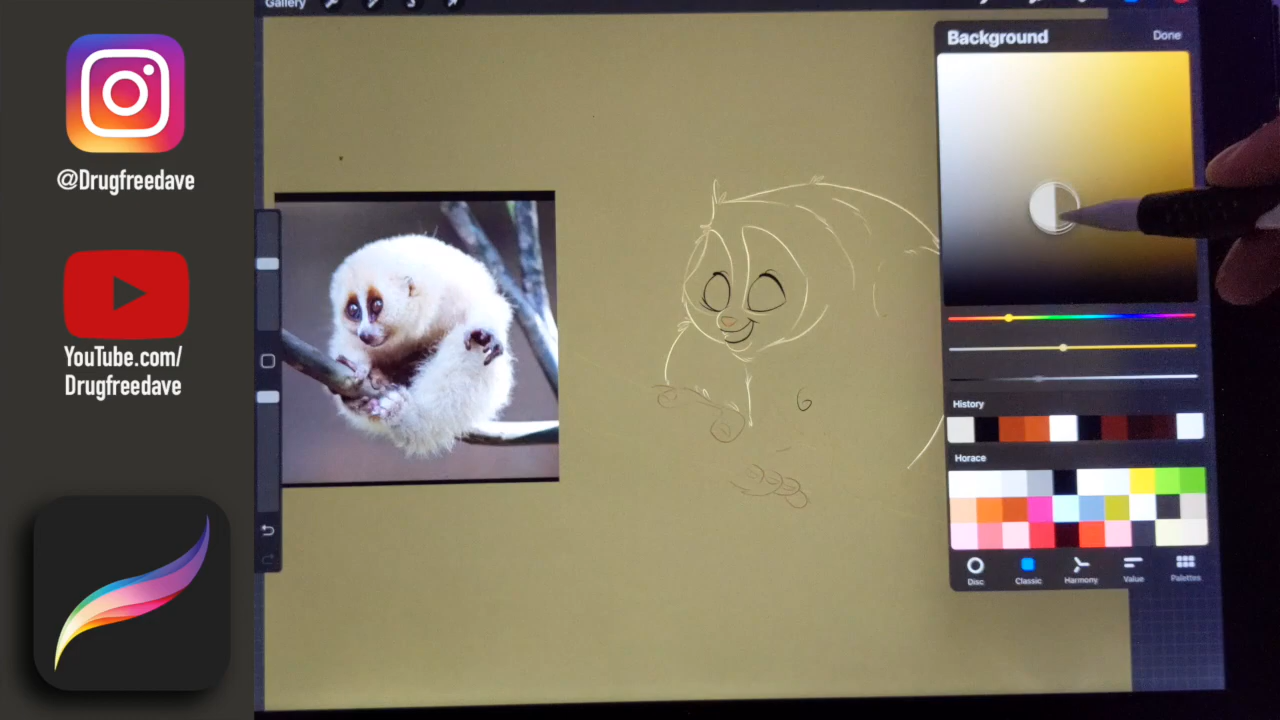 Gallery
@Drugfreedave
YouTube.com/
Drugfreedave
Background
Done
History
Horace
Disc
Classic
Harmony
Value
Palettes